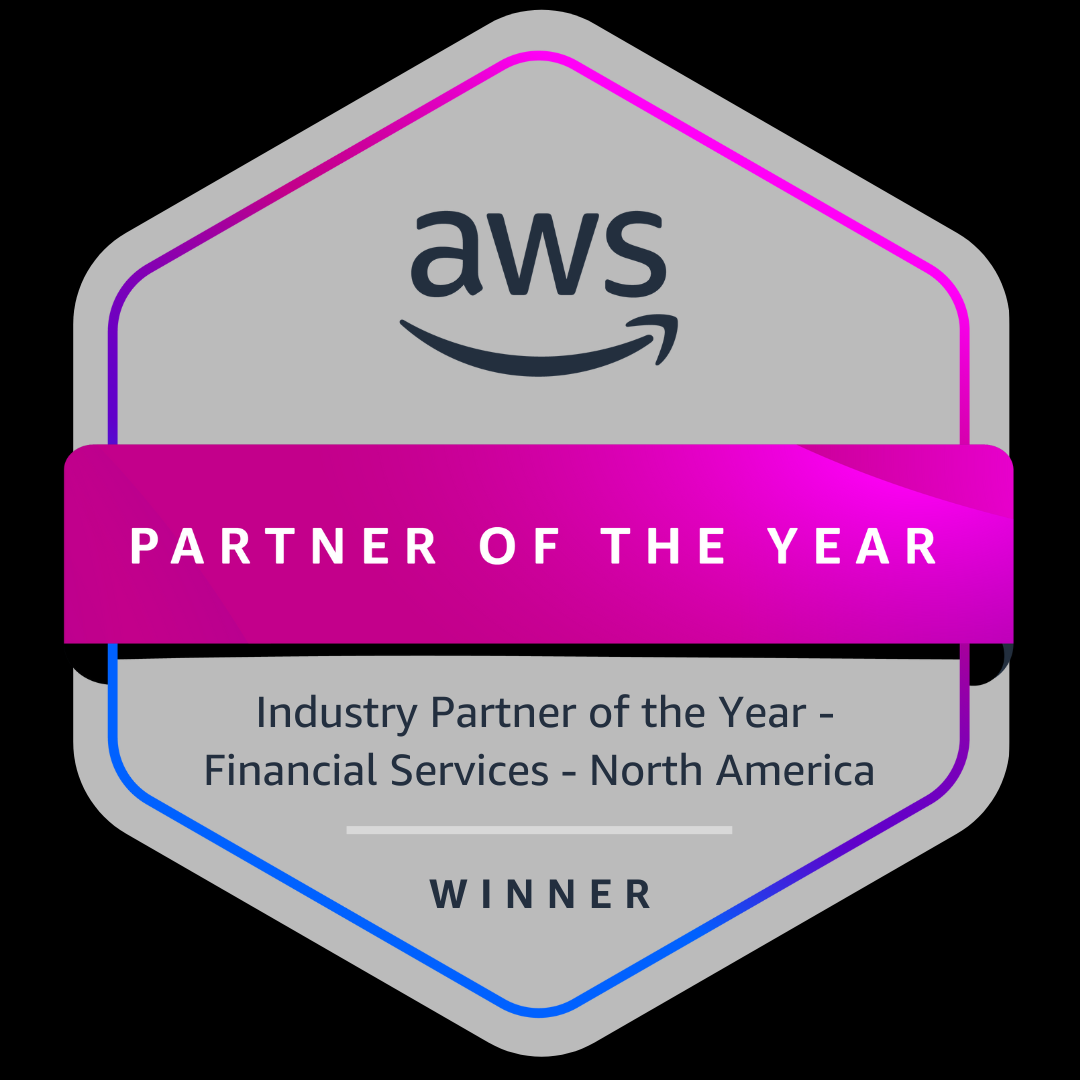 aws
PARTNER OF THE YEAR
Industry Partner of the Year -
Financial Services - North America
WINNER